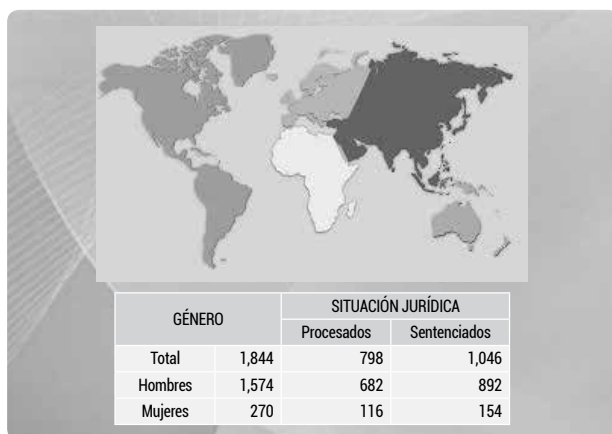 GÉNERO SITUACIÓN JURÍDICA
Procesados Sentenciados
Total 1,844 798 1,046
Hombres 1,574 682 892
Mujeres 270 116 154